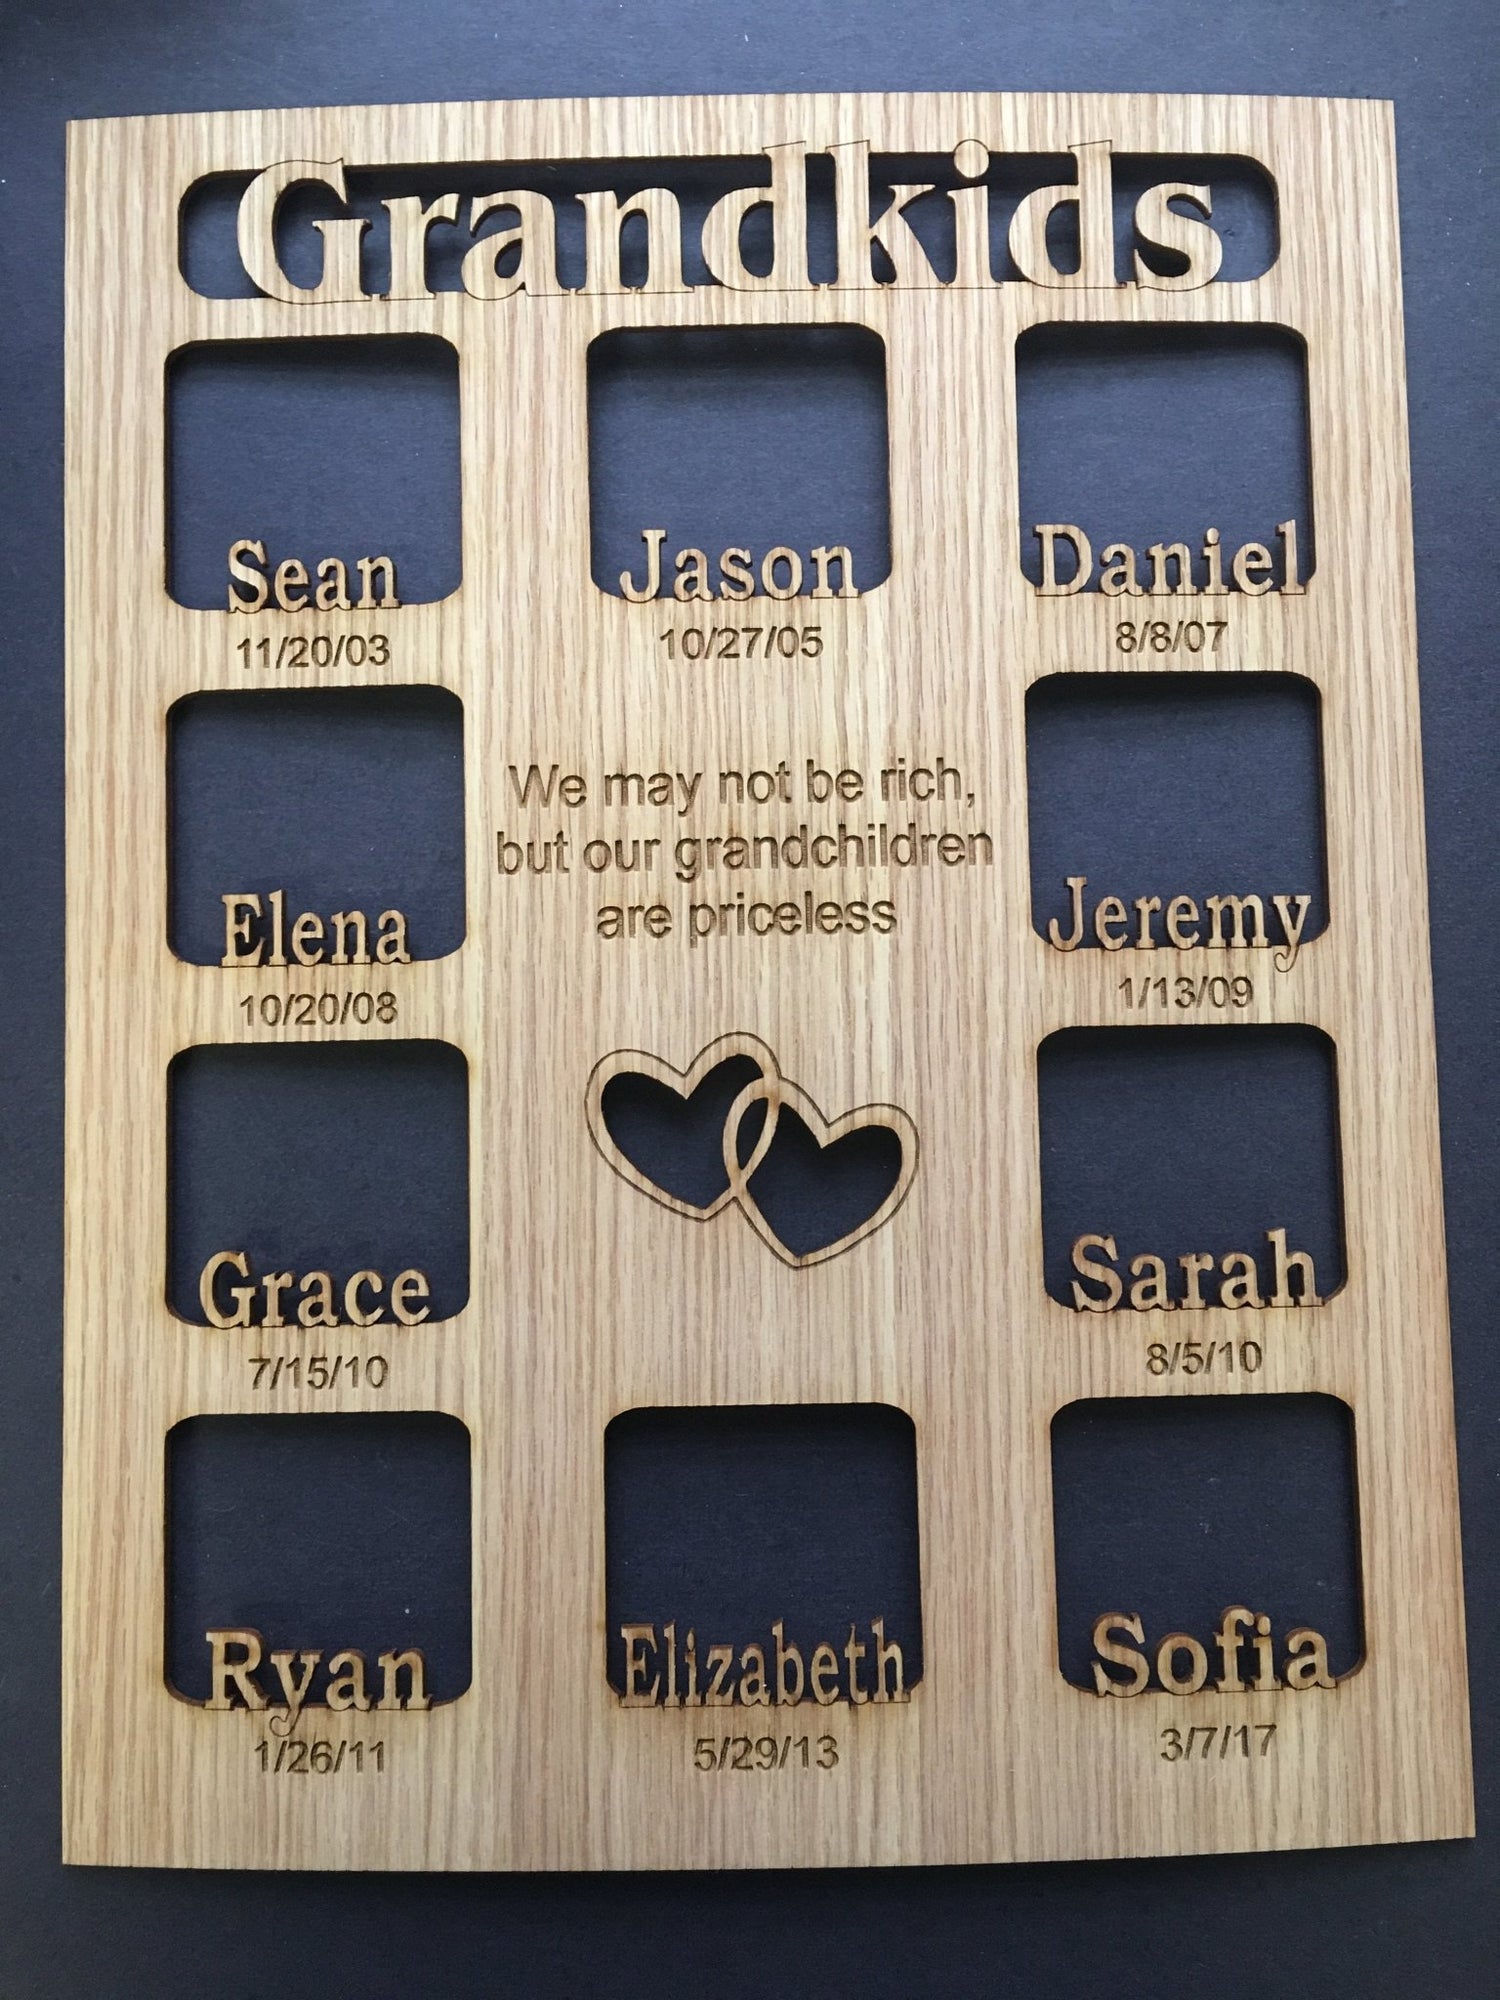 Grandkids
Sean
11/20/03
Jason
10/27/05
Daniel
8/8/07
Elena
10/20/08
We may not be rich,
but our grandchildren
are priceless
Jeremy
1/13/09
Grace
7/15/10
Sarah
8/5/10
Ryan
1/26/11
Elizabeth
5/29/13
Sofia
3/7/17